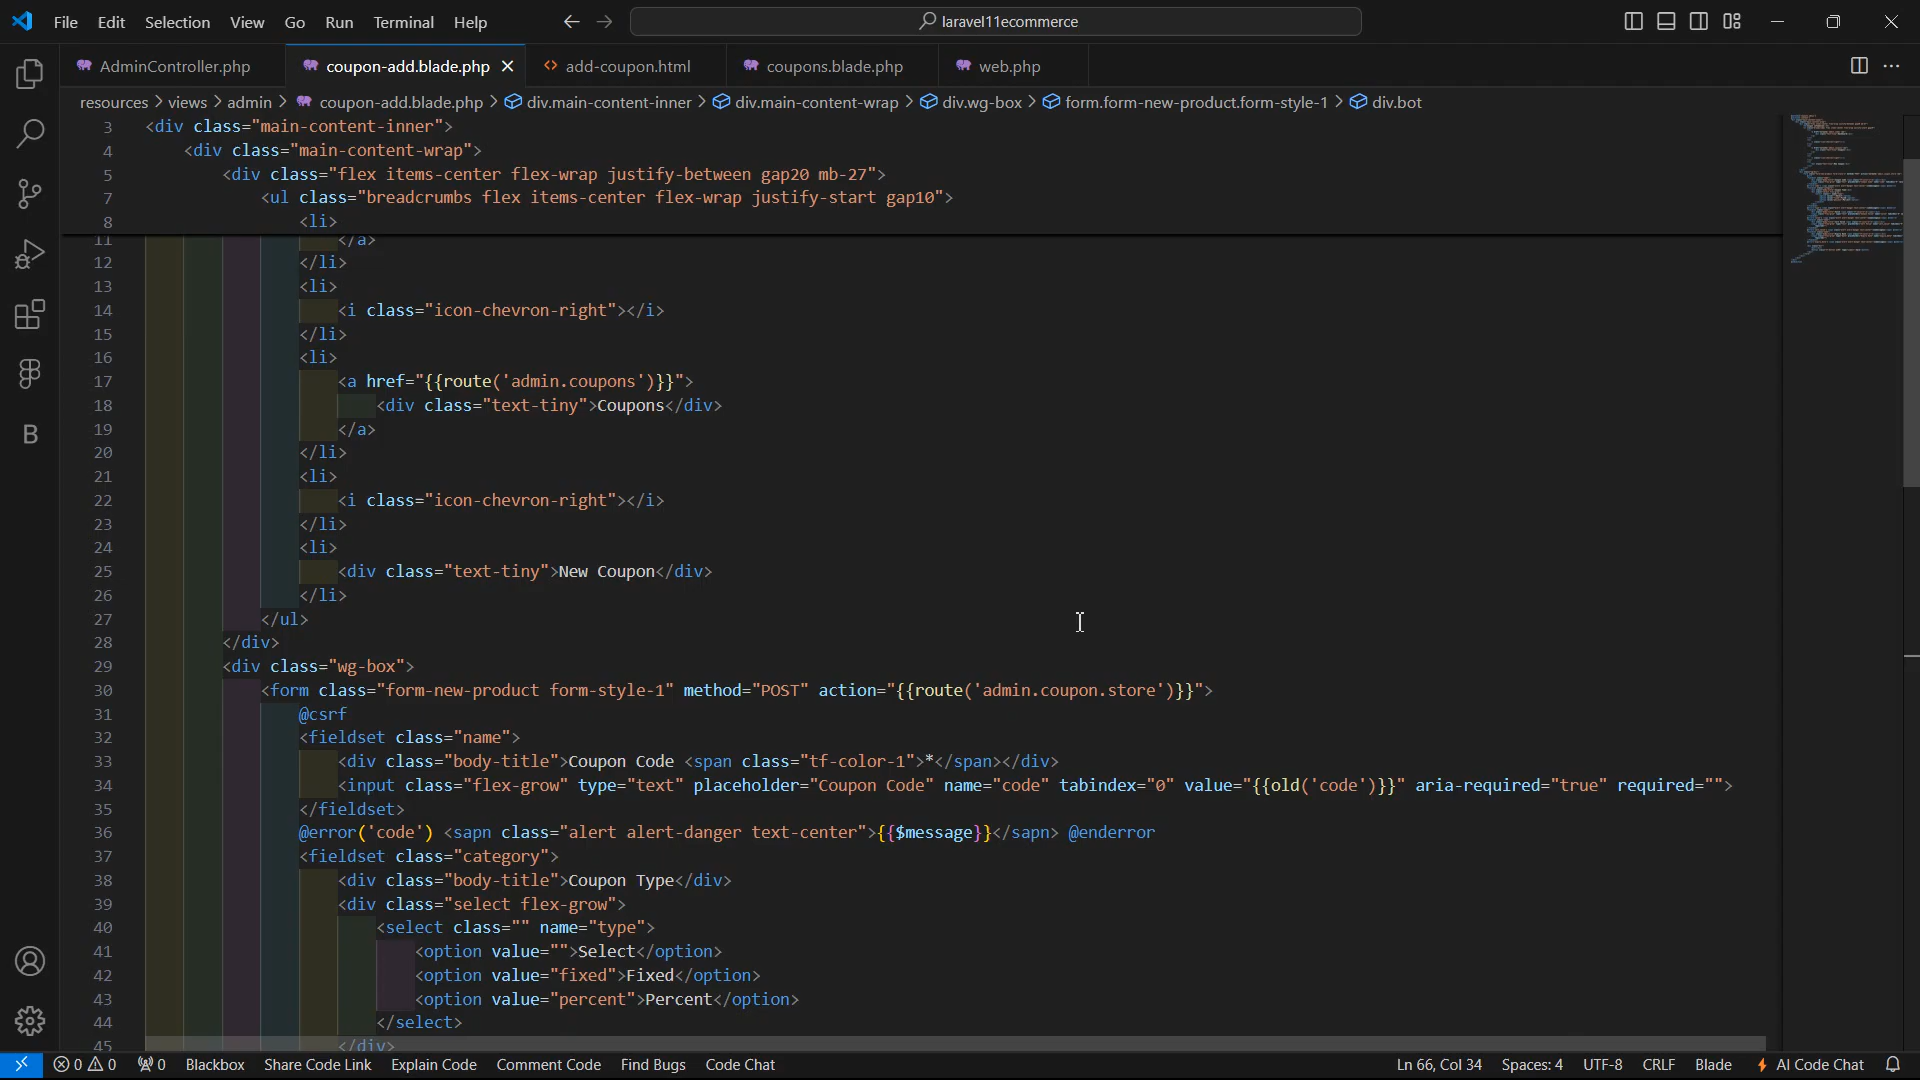 File Edit Selection View Go Run Terminal Help laravel11ecommerce
AdminController.php coupon-add.blade.php add-coupon.html coupons.blade.php web.php
resources > views > admin > coupon-add.blade.php > div.main-content-inner > div.main-content-wrap > div.wg-box > form.form-new-product.form-style-1 > div.bot
3 <div class="main-content-inner">
4 <div class="main-content-wrap">
5 <div class="flex items-center flex-wrap justify-between gap20 mb-27">
7 <ul class="breadcrumbs flex items-center flex-wrap justify-start gap10">
8 <li>
11 </a>
12 </li>
13 <li>
14 <i class="icon-chevron-right"></i>
15 </li>
16 <li>
17 <a href="{{route('admin.coupons')}}">
18 <div class="text-tiny">Coupons</div>
19 </a>
20 </li>
21 <li>
22 <i class="icon-chevron-right"></i>
23 </li>
24 <li>
25 <div class="text-tiny">New Coupon</div>
26 </li>
27 </ul>
28 </div>
29 <div class="wg-box">
30 <form class="form-new-product form-style-1" method="POST" action="{{route('admin.coupon.store')}}">
31 @csrf
32 <fieldset class="name">
33 <div class="body-title">Coupon Code <span class="tf-color-1">*</span></div>
34 <input class="flex-grow" type="text" placeholder="Coupon Code" name="code" tabindex="0" value="{{old('code')}}" aria-required="true" required="">
35 </fieldset>
36 @error('code') <sapn class="alert alert-danger text-center">{{$message}}</sapn> @enderror
37 <fieldset class="category">
38 <div class="body-title">Coupon Type</div>
39 <div class="select flex-grow">
40 <select class="" name="type">
41 <option value="">Select</option>
42 <option value="fixed">Fixed</option>
43 <option value="percent">Percent</option>
44 </select>
45 </div>
0 0 0 Blackbox Share Code Link Explain Code Comment Code Find Bugs Code Chat Ln 66, Col 34 Spaces: 4 UTF-8 CRLF Blade AI Code Chat